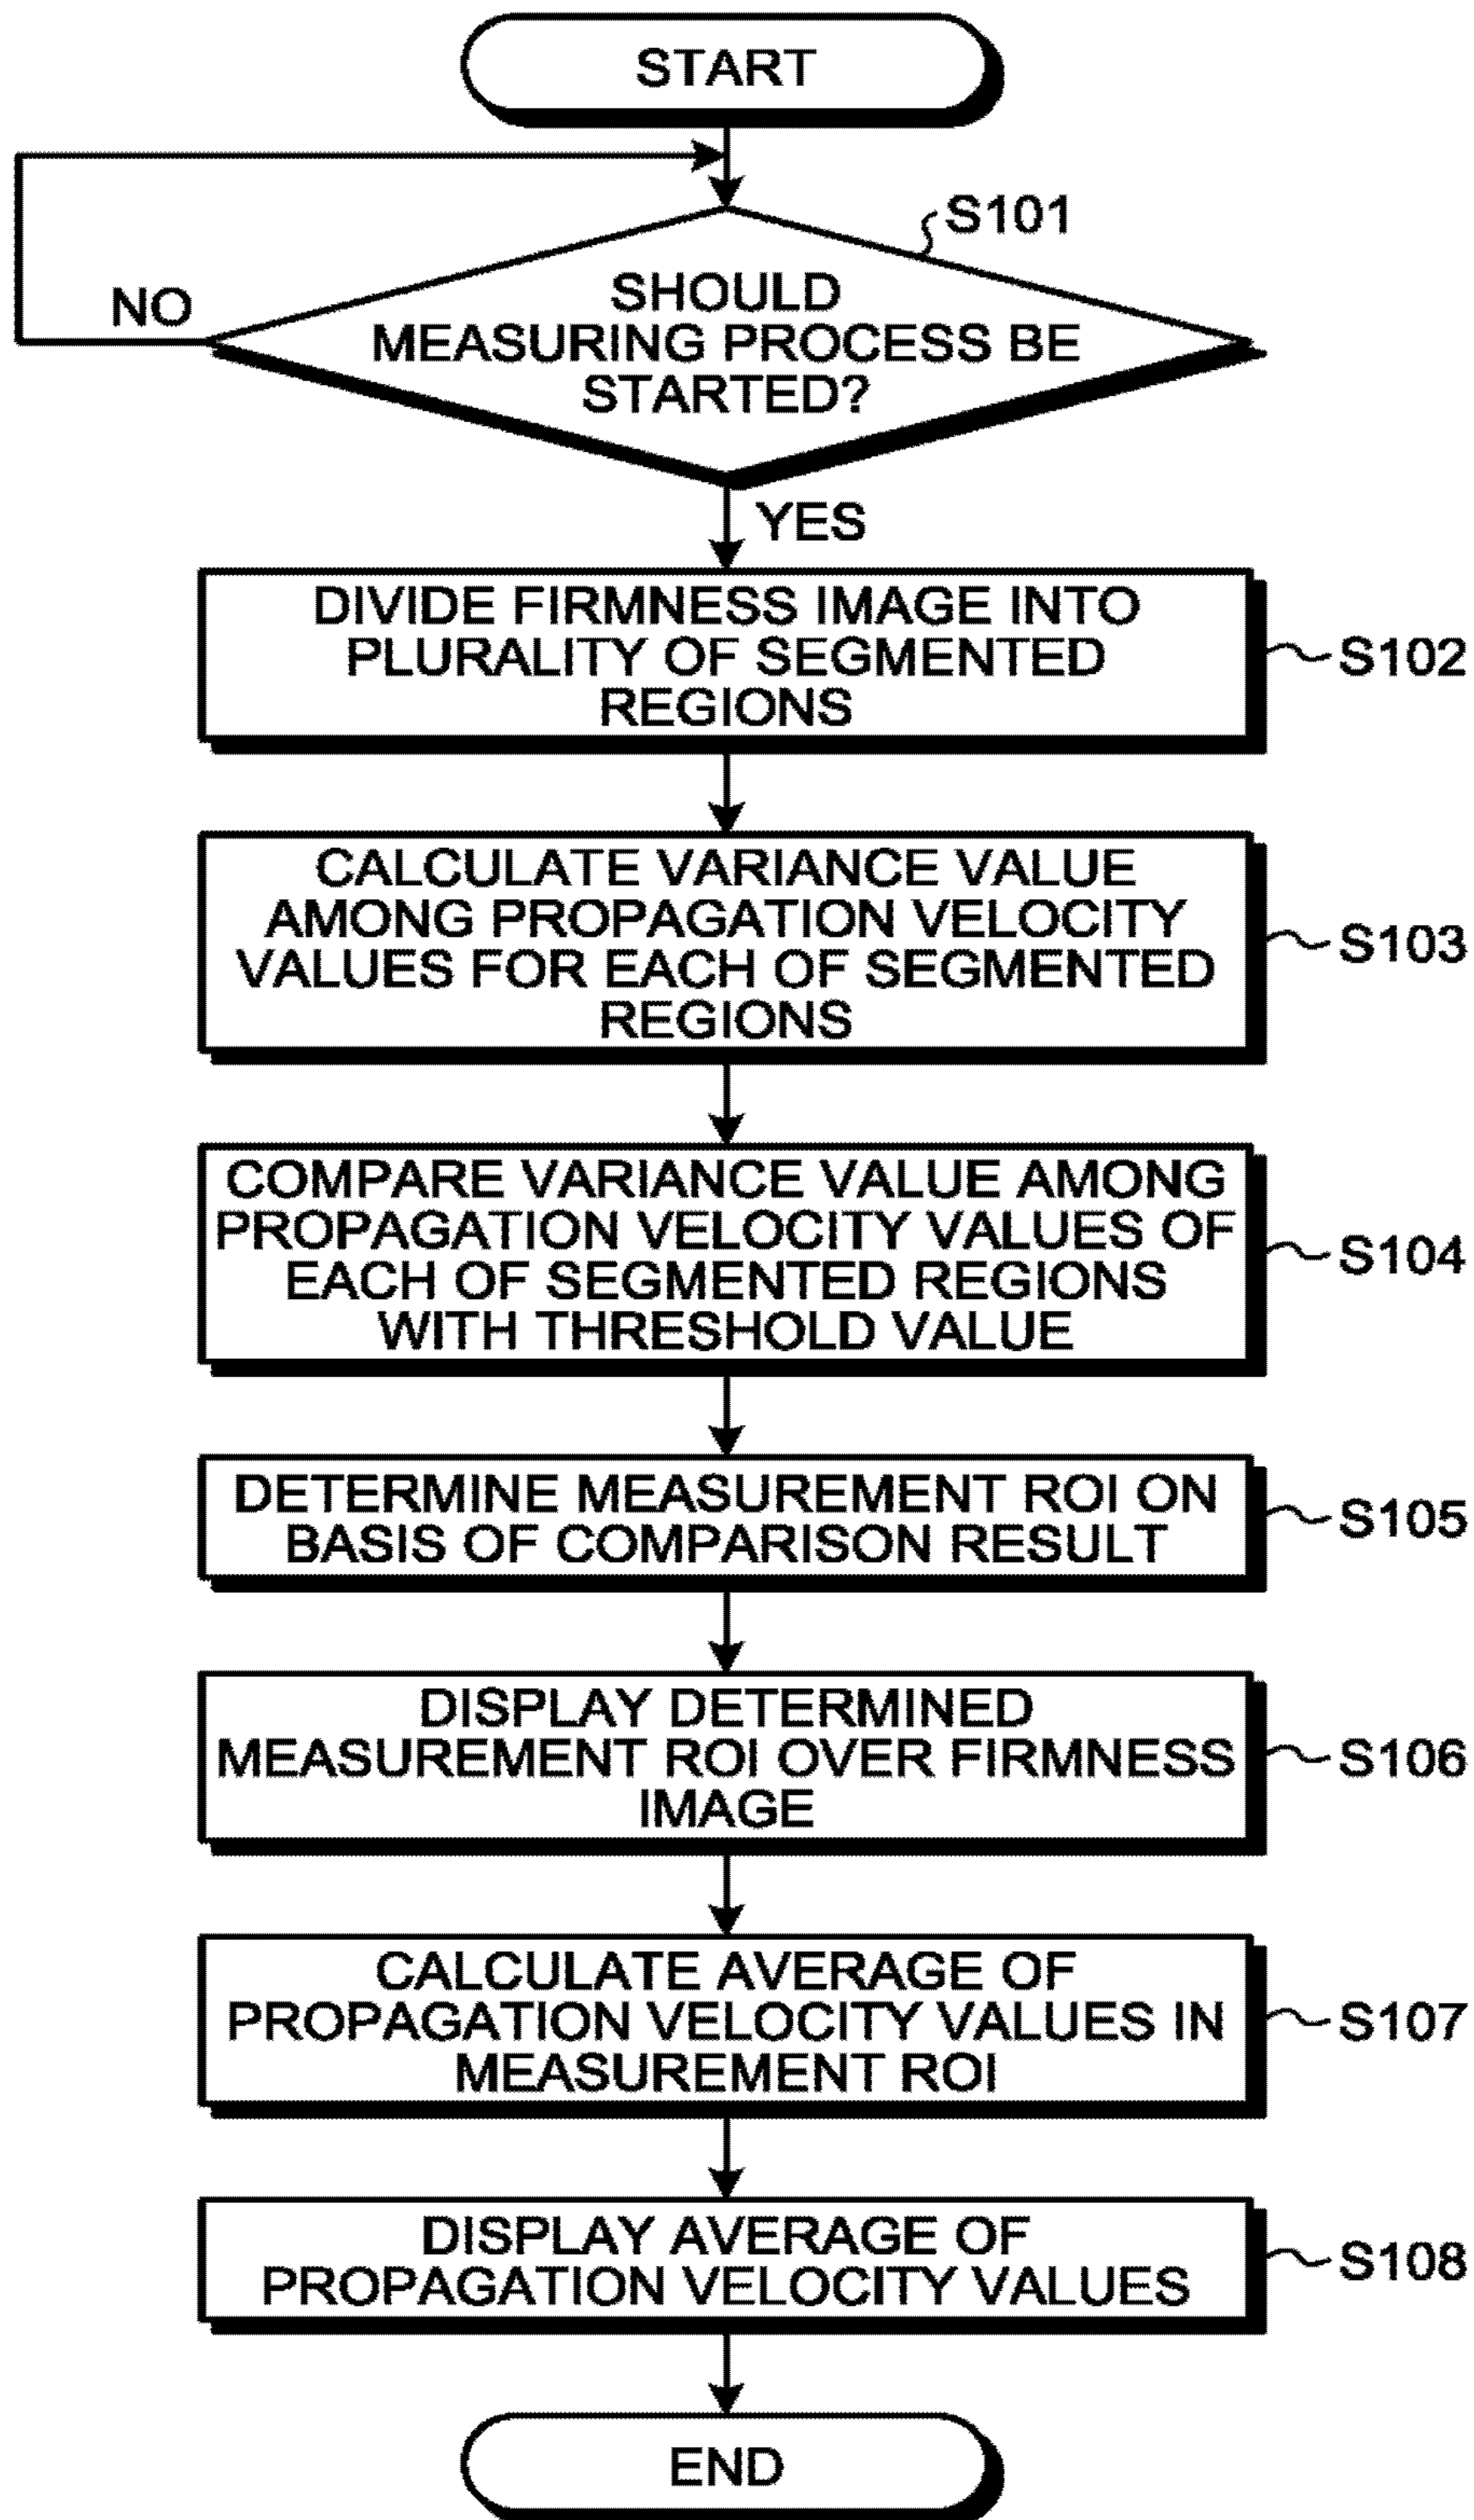 START
S101
SHOULD
MEASURING PROCESS BE
STARTED?
NO
YES
DIVIDE FIRMNESS IMAGE INTO
PLURALITY OF SEGMENTED
REGIONS
S102
CALCULATE VARIANCE VALUE
AMONG PROPAGATION VELOCITY
VALUES FOR EACH OF SEGMENTED
REGIONS
S103
COMPARE VARIANCE VALUE AMONG
PROPAGATION VELOCITY VALUES OF
EACH OF SEGMENTED REGIONS
WITH THRESHOLD VALUE
S104
DETERMINE MEASUREMENT ROI ON
BASIS OF COMPARISON RESULT
S105
DISPLAY DETERMINED
MEASUREMENT ROI OVER FIRMNESS
IMAGE
S106
CALCULATE AVERAGE OF
PROPAGATION VELOCITY VALUES IN
MEASUREMENT ROI
S107
DISPLAY AVERAGE OF
PROPAGATION VELOCITY VALUES
S108
END